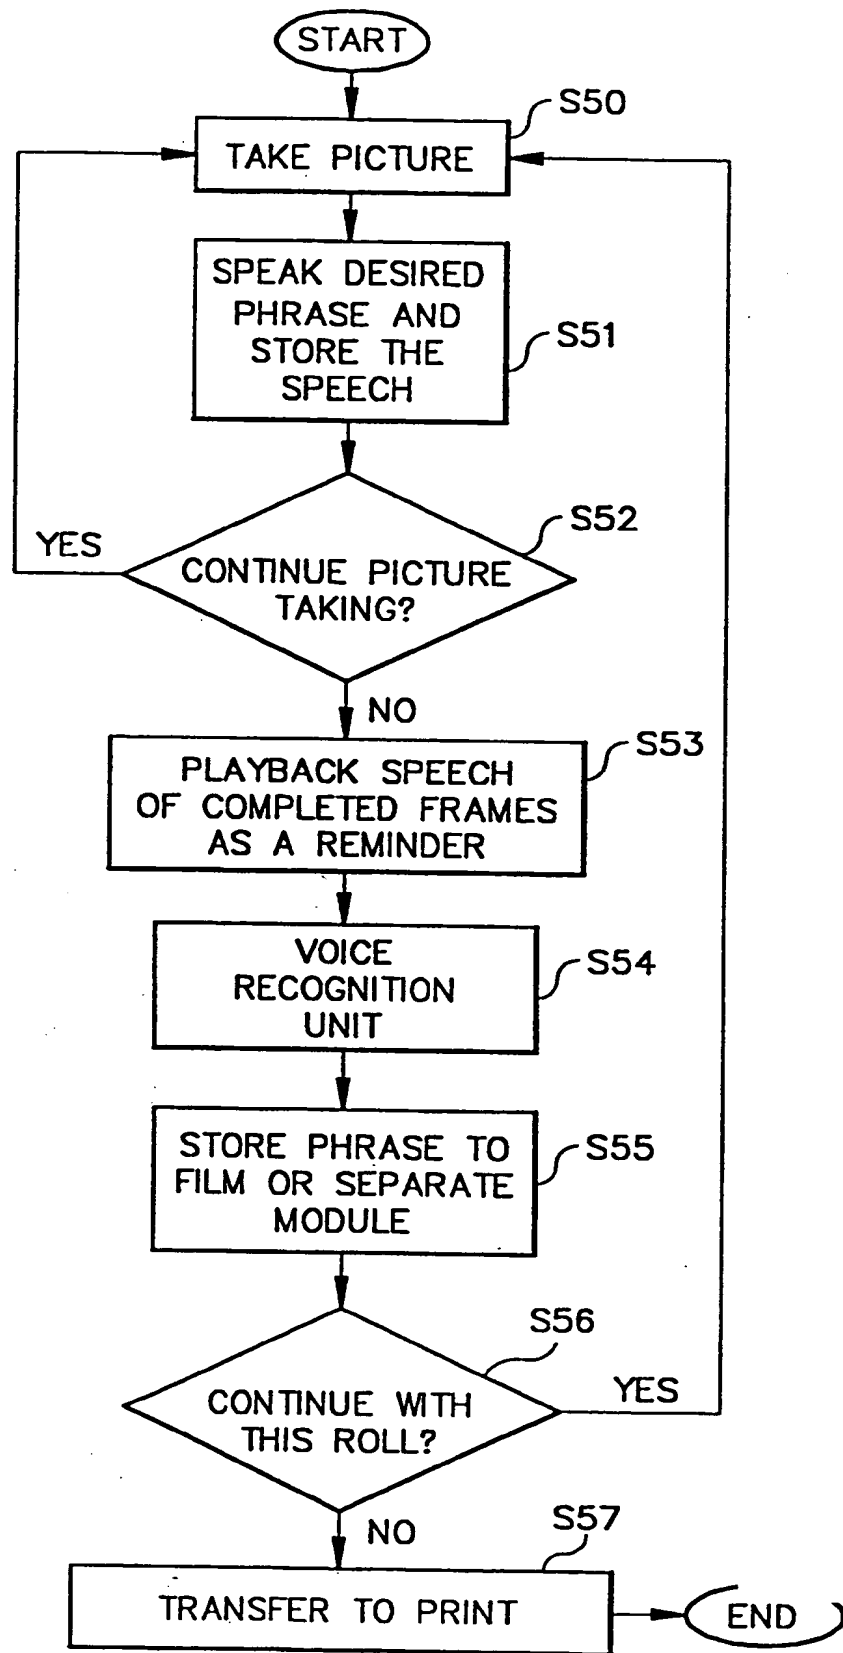 START
S50
TAKE PICTURE
SPEAK DESIRED
PHRASE AND
STORE THE
SPEECH
S51
S52
YES
CONTINUE PICTURE
TAKING?
NO
S53
PLAYBACK SPEECH
OF COMPLETED FRAMES
AS A REMINDER
VOICE
RECOGNITION
UNIT
S54
STORE PHRASE TO
FILM OR SEPARATE
MODULE
S55
S56
YES
CONTINUE WITH
THIS ROLL?
NO
S57
TRANSFER TO PRINT
END